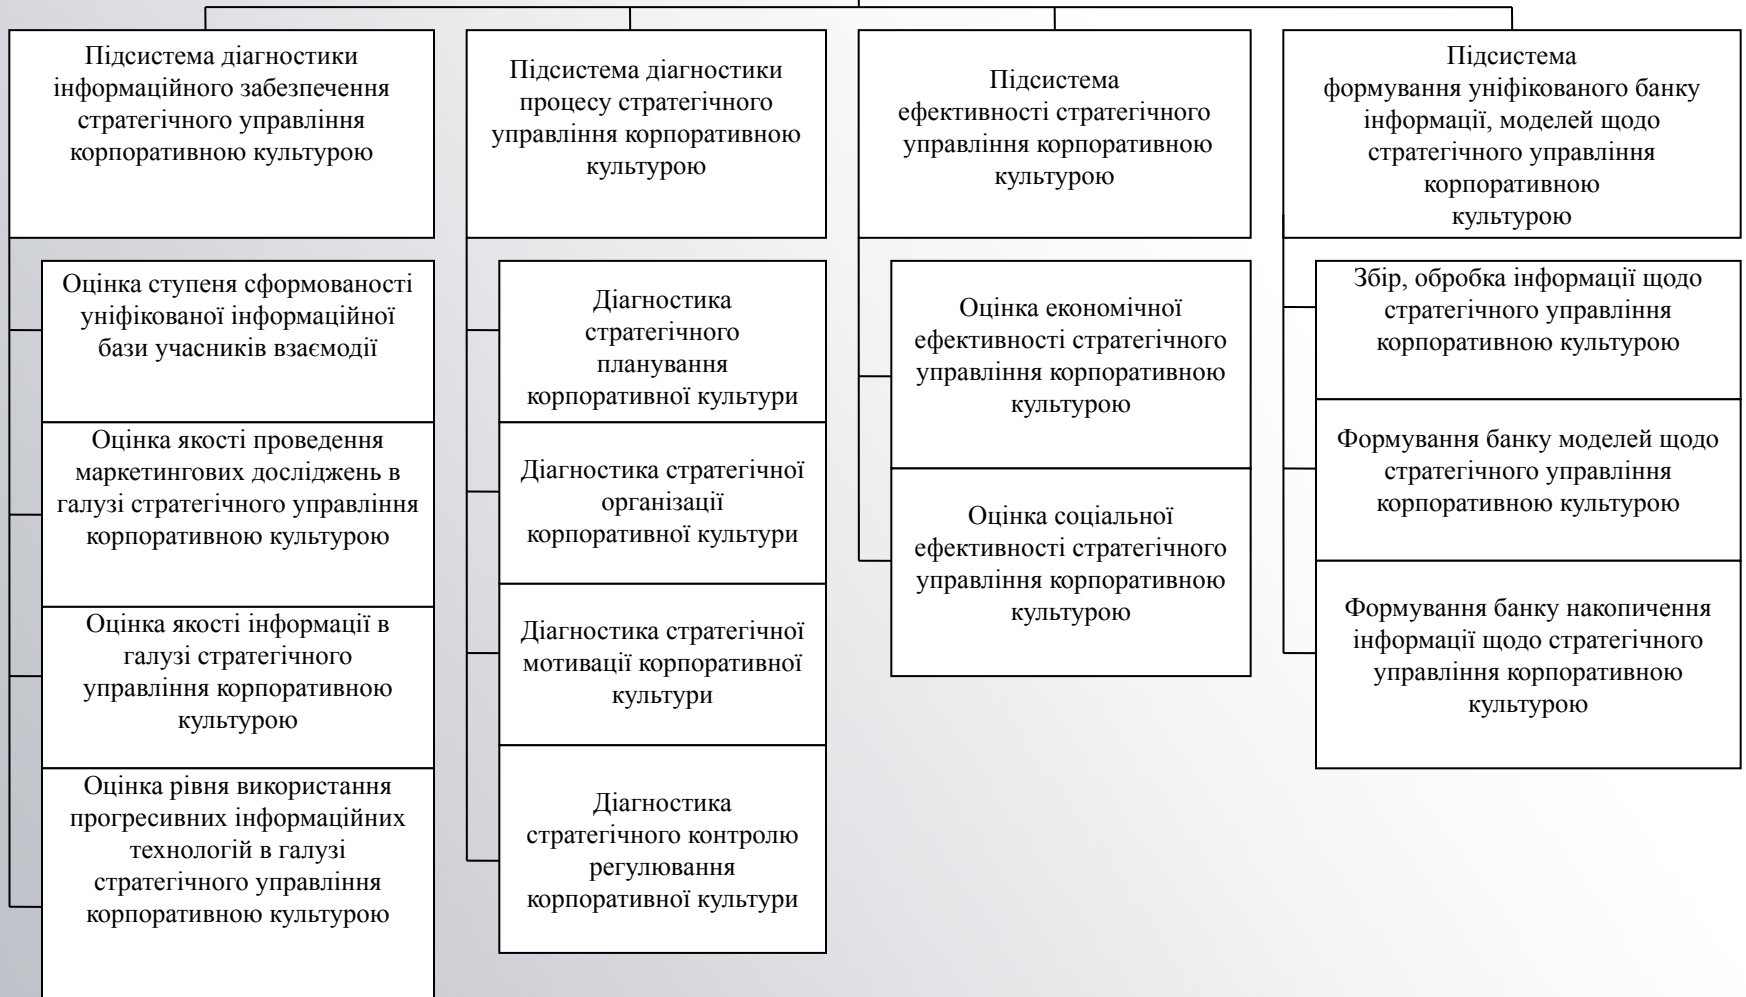 Підсистема діагностики
інформаційного забезпечення
стратегічного управління
корпоративною культурою
Підсистема діагностики
процесу стратегічного
управління корпоративною
культурою
Підсистема
ефективності стратегічного
управління корпоративною
культурою
Підсистема
формування уніфікованого банку
інформації, моделей щодо
стратегічного управління
корпоративною
культурою
Оцінка ступеня сформованості
уніфікованої інформаційної
бази учасників взаємодії
Оцінка якості проведення
маркетингових досліджень в
галузі стратегічного управління
корпоративною культурою
Оцінка якості інформації в
галузі стратегічного
управління корпоративною
культурою
Оцінка рівня використання
прогресивних інформаційних
технологій в галузі
стратегічного управління
корпоративною культурою
Діагностика
стратегічного
планування
корпоративної культури
Діагностика стратегічної
організації
корпоративної культури
Діагностика стратегічної
мотивації корпоративної
культури
Діагностика
стратегічного контролю
регулювання
корпоративної культури
Оцінка економічної
ефективності стратегічного
управління корпоративною
культурою
Оцінка соціальної
ефективності стратегічного
управління корпоративною
культурою
Збір, обробка інформації щодо
стратегічного управління
корпоративною культурою
Формування банку моделей щодо
стратегічного управління
корпоративною культурою
Формування банку накопичення
інформації щодо стратегічного
управління корпоративною
культурою